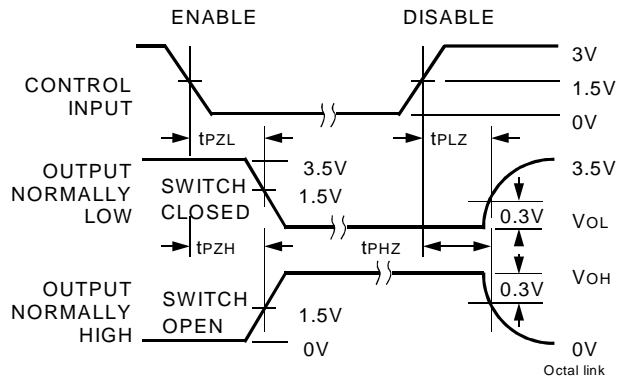 ENABLE DISABLE
3V
CONTROL
INPUT
1.5V
0V
tPZL tPLZ
OUTPUT
NORMALLY
LOW
SWITCH
CLOSED
3.5V
1.5V
3.5V
0.3V
VOL
tPZH tPHZ
OUTPUT
NORMALLY
HIGH
SWITCH
OPEN
1.5V
0V
VOH
0.3V
0V
Octal link